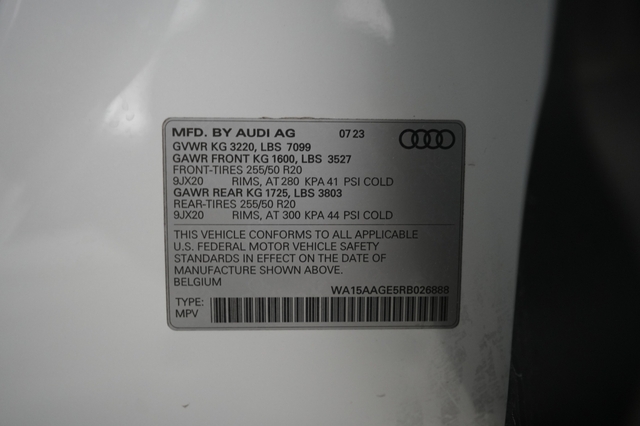 MFD. BY AUDI AG 07 23
GVWR KG 3220, LBS 7099
GAWR FRONT KG 1600, LBS 3527
FRONT-TIRES 255/50 R20
9JX20 RIMS, AT 280 KPA 41 PSI COLD
GAWR REAR KG 1725, LBS 3803
REAR-TIRES 255/50 R20
9JX20 RIMS, AT 300 KPA 44 PSI COLD
THIS VEHICLE CONFORMS TO ALL APPLICABLE
U.S. FEDERAL MOTOR VEHICLE SAFETY
STANDARDS IN EFFECT ON THE DATE OF
MANUFACTURE SHOWN ABOVE.
BELGIUM
WA15AAGE5RB026888
TYPE:
MPV